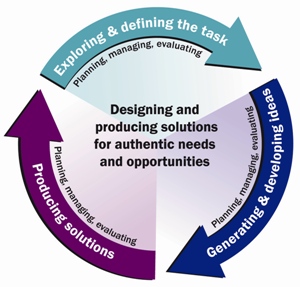 Exploring & defining the task
Planning, managing, evaluating
Designing and
producing solutions
for authentic needs
and opportunities
Generating & developing ideas
Planning, managing, evaluating
Producing solutions
Planning, managing, evaluating